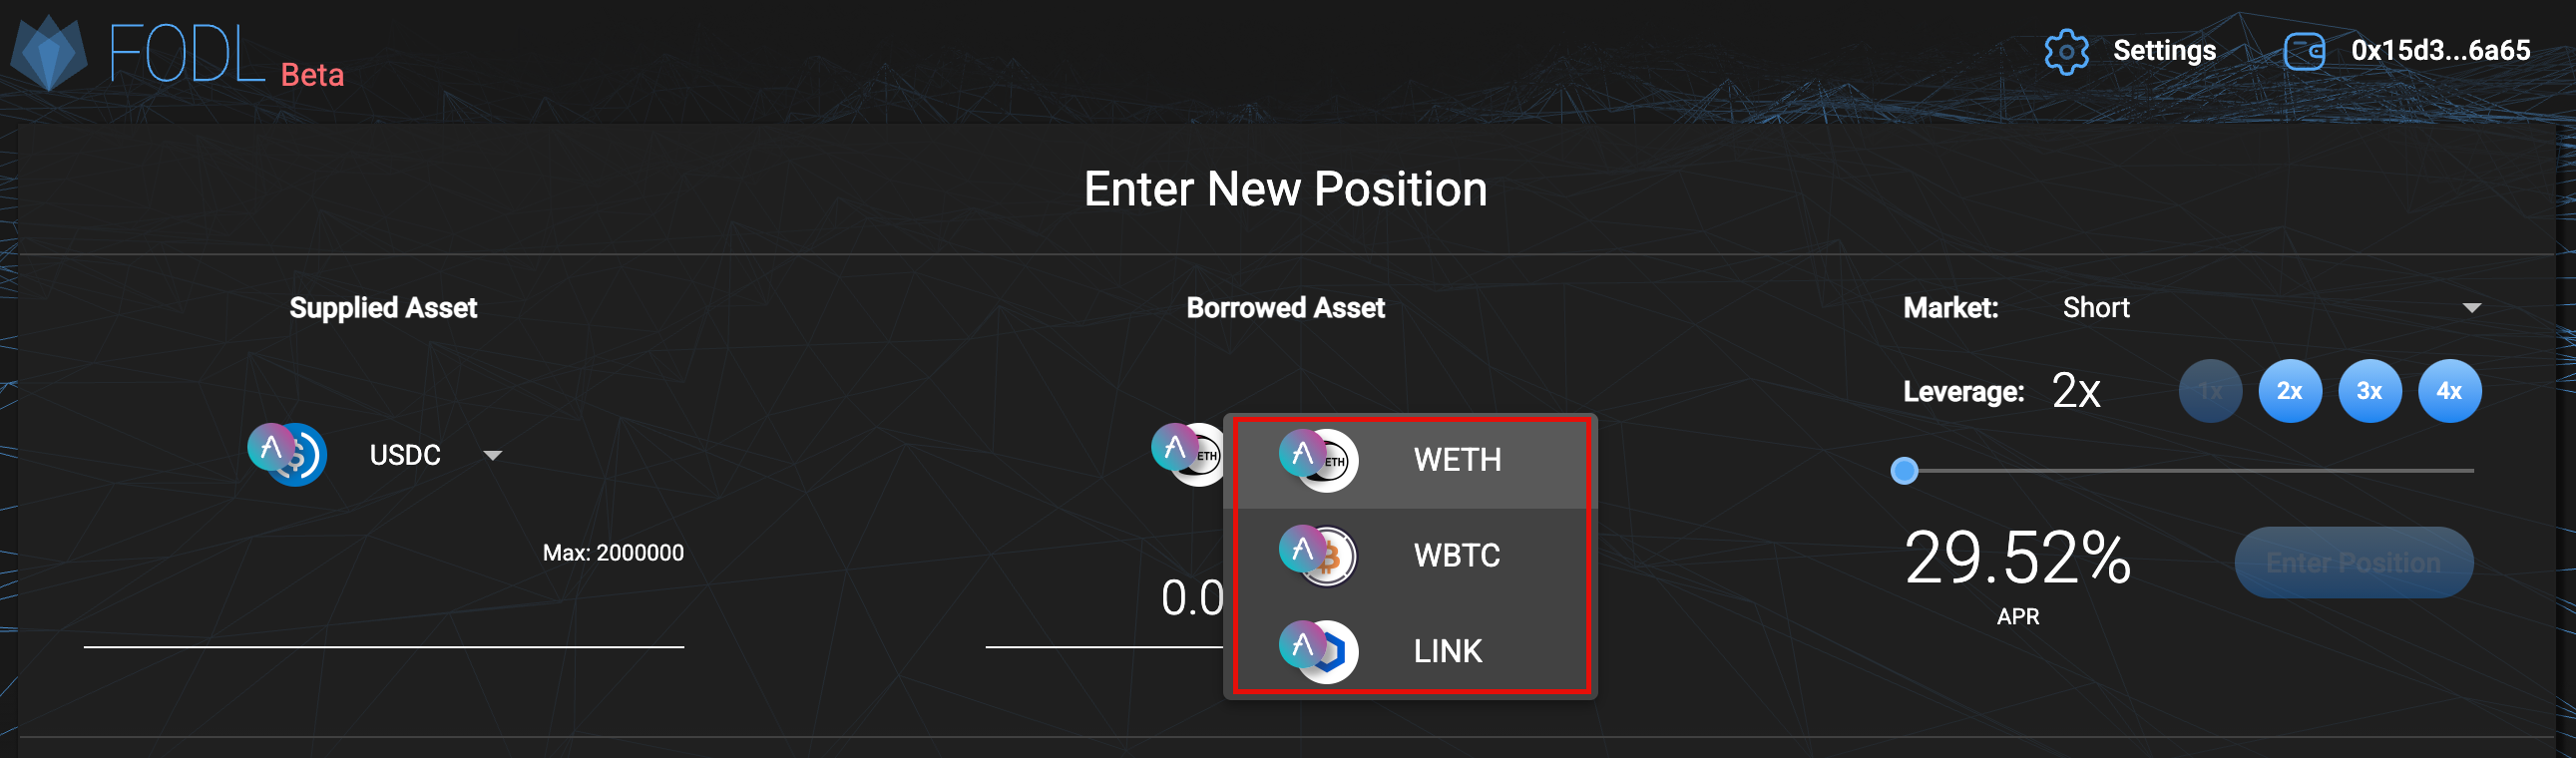 FODL Beta
Settings
0x15d3...6a65
Enter New Position
Supplied Asset
Borrowed Asset
Market: Short
Leverage: 2x
1x 2x 3x 4x
USDC
ETH
ETH WETH
WBTC
LINK
Max: 2000000
0.0
29.52%
APR
Enter Position